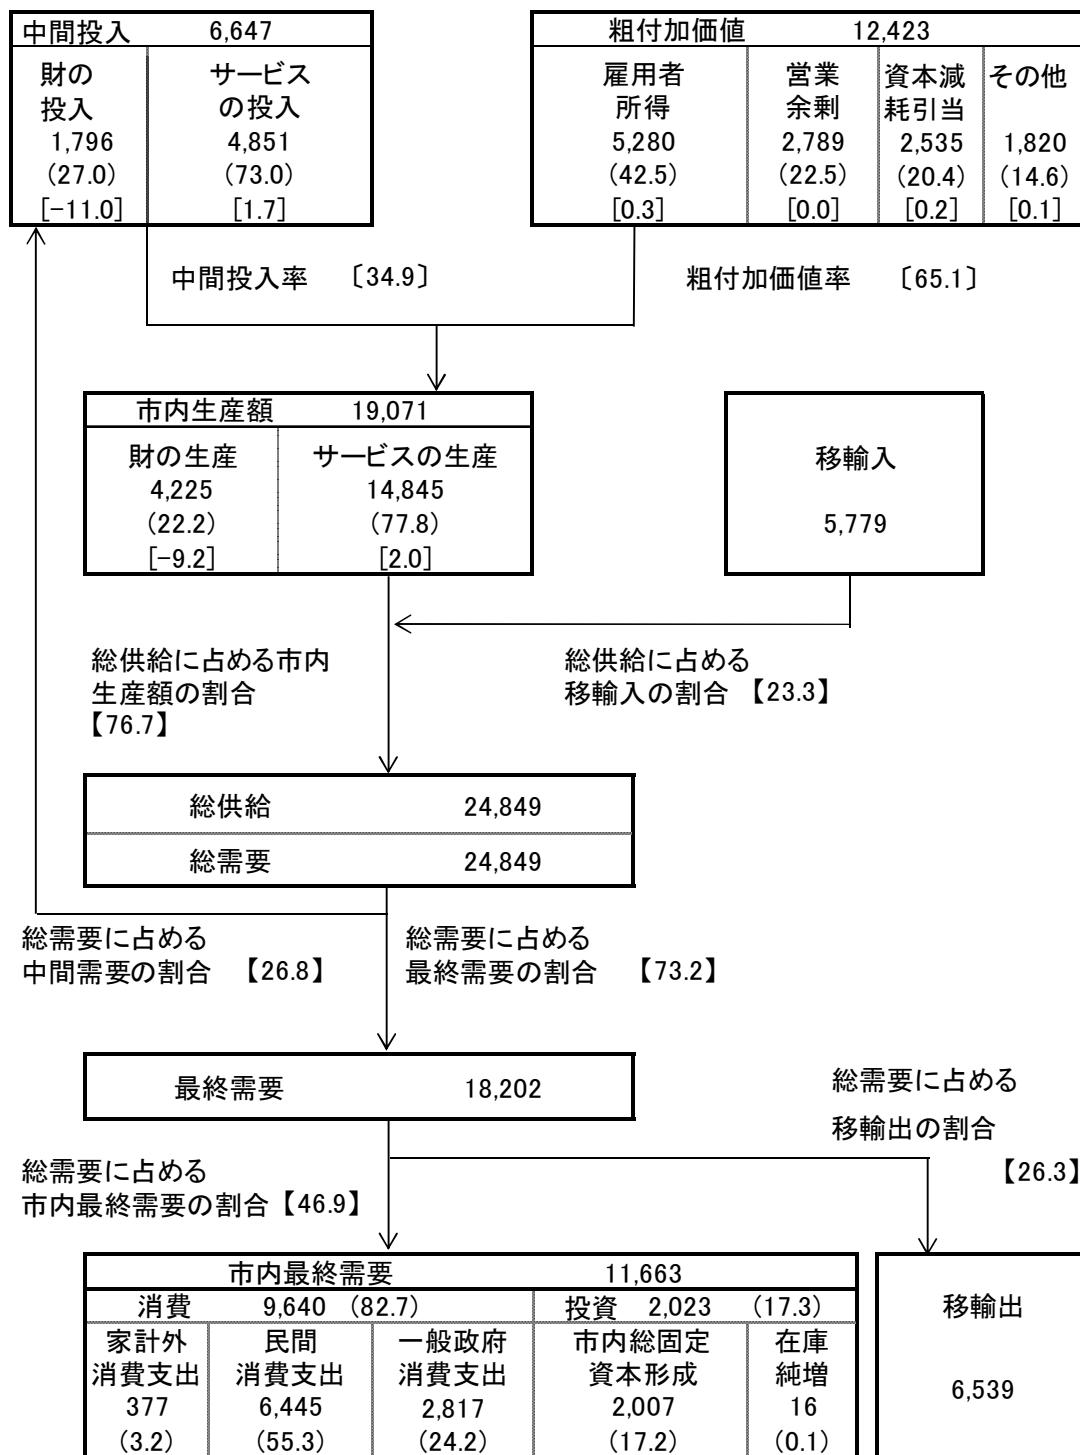 中間投入 6,647
財の
投入
1,796
(27.0)
[-11.0]
サービス
の投入
4,851
(73.0)
[1.7]
粗付加価値 12,423
雇用者
所得
5,280
(42.5)
[0.3]
営業
余剰
2,789
(22.5)
[0.0]
資本減
耗引当
2,535
(20.4)
[0.2]
その他
1,820
(14.6)
[0.1]
中間投入率 〔34.9〕
粗付加価値率 〔65.1〕
市内生産額 19,071
財の生産
4,225
(22.2)
[-9.2]
サービスの生産
14,845
(77.8)
[2.0]
移輸入
5,779
総供給に占める市内
生産額の割合
【76.7】
総供給に占める
移輸入の割合 【23.3】
総供給 24,849
総需要 24,849
総需要に占める
中間需要の割合 【26.8】
総需要に占める
最終需要の割合 【73.2】
最終需要 18,202
総需要に占める
移輸出の割合
【26.3】
総需要に占める
市内最終需要の割合【46.9】
市内最終需要 11,663
消費 9,640 (82.7)
投資 2,023 (17.3)
家計外
消費支出
377
(3.2)
民間
消費支出
6,445
(55.3)
一般政府
消費支出
2,817
(24.2)
市内総固定
資本形成
2,007
(17.2)
在庫
純増
16
(0.1)
移輸出
6,539